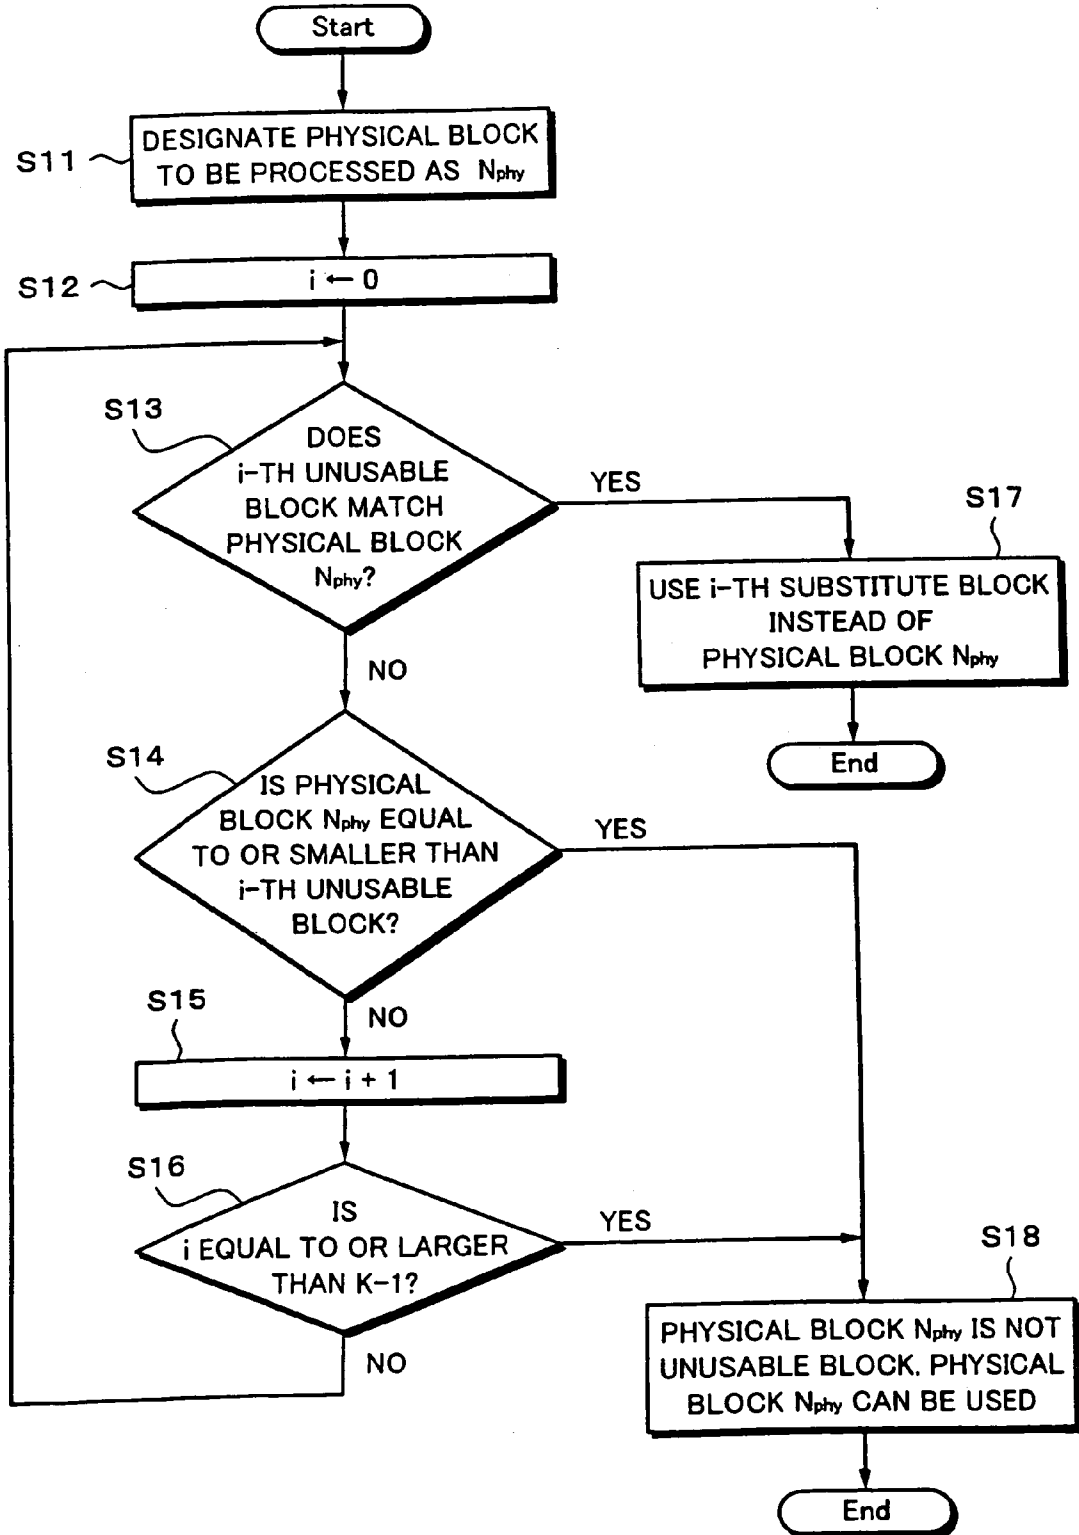 Start
S11
DESIGNATE PHYSICAL BLOCK
TO BE PROCESSED AS Nphy
S12
i ← 0
S13
DOES
i-TH UNUSABLE
BLOCK MATCH
PHYSICAL BLOCK
Nphy?
YES
NO
S17
USE i-TH SUBSTITUTE BLOCK
INSTEAD OF
PHYSICAL BLOCK Nphy
End
S14
IS PHYSICAL
BLOCK Nphy EQUAL
TO OR SMALLER THAN
i-TH UNUSABLE
BLOCK?
YES
NO
S15
i ← i + 1
S16
IS
i EQUAL TO OR LARGER
THAN K-1?
YES
NO
S18
PHYSICAL BLOCK Nphy IS NOT
UNUSABLE BLOCK. PHYSICAL
BLOCK Nphy CAN BE USED
End